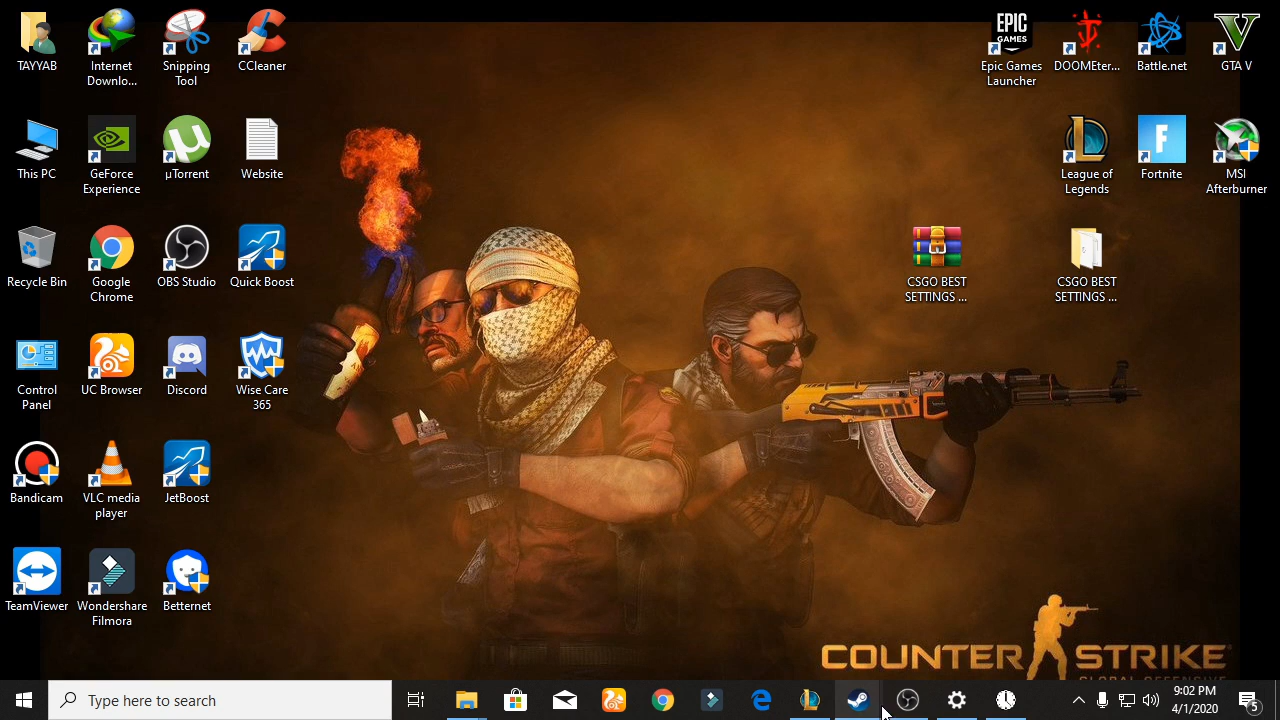 TAYYAB
Internet
Downlo...
Snipping
Tool
CCleaner
EPIC
GAMES
Epic Games
Launcher
DOOMEter...
Battle.net
V
GTA V
This PC
GeForce
Experience
µ
µTorrent
Website
League of
Legends
F
Fortnite
MSI
Afterburner
Recycle Bin
Google
Chrome
OBS Studio
Quick Boost
CSGO BEST
SETTINGS ...
CSGO BEST
SETTINGS ...
Control
Panel
UC Browser
Discord
Wise Care
365
Bandicam
VLC media
player
JetBoost
TeamViewer
Wondershare
Filmora
Betternet
COUNTER STRIKE
GLOBAL OFFENSIVE
Type here to search
9:02 PM
4/1/2020
5